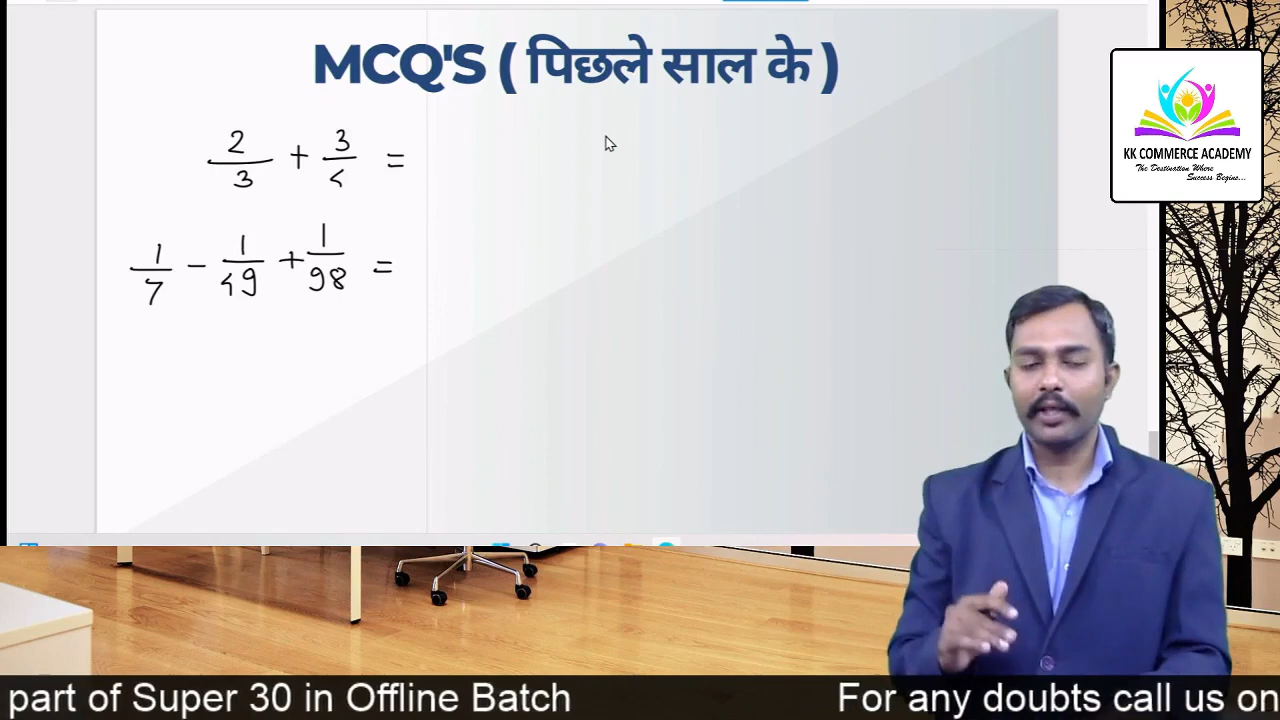 MCQ'S ( पिछले साल के )
2/3 + 3/4 =
1/7 - 1/49 + 1/98 =
KK COMMERCE ACADEMY
The Destination Where
Success Begins...
part of Super 30 in Offline Batch
For any doubts call us on